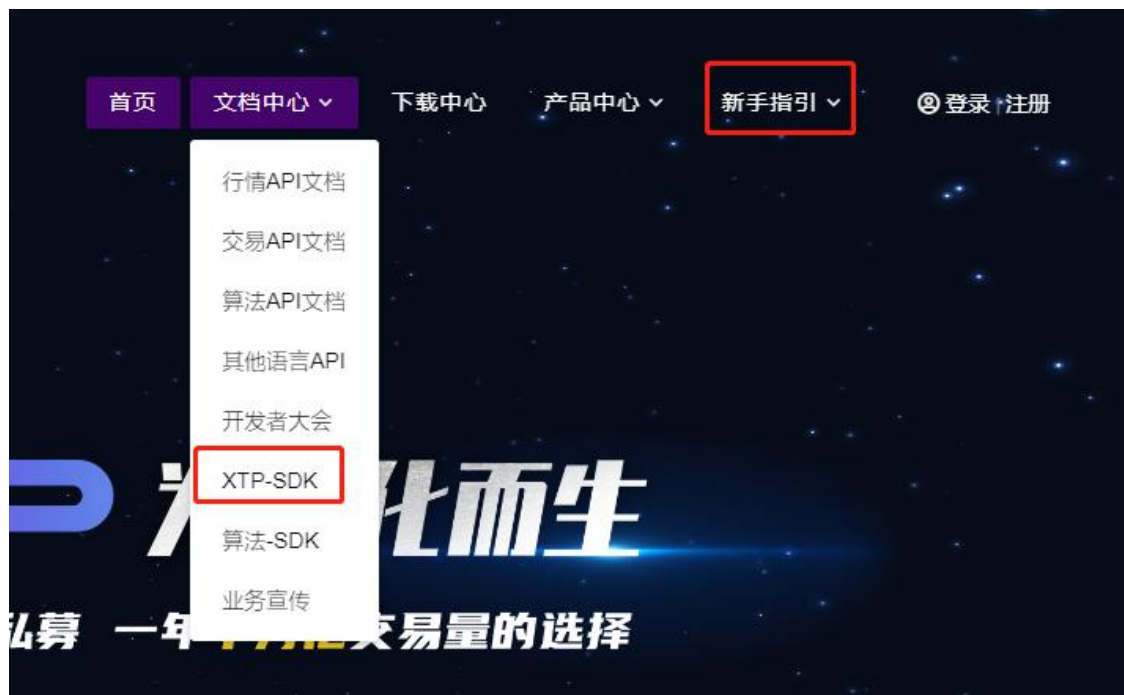 首页 文档中心 下载中心 产品中心 新手指引 登录 注册
行情API文档
交易API文档
算法API文档
其他语言API
开发者大会
XTP-SDK
算法-SDK
业务宣传
化而生
私募 一年 交易量的选择